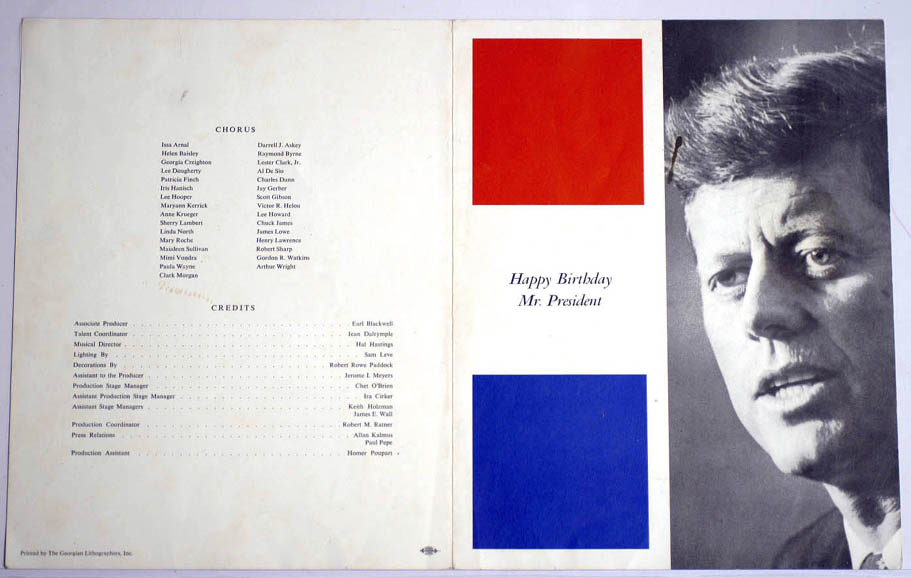 CHORUS
Issa Arnal
Helen Baisley
Georgia Creighton
Lee Dougherty
Patricia Finch
Iris Hanisch
Lee Hooper
Maryann Kerrick
Anne Krueger
Sherry Lambert
Linda North
Mary Roche
Maureen Sullivan
Mimi Vondra
Paula Wayne
Clark Morgan
Darrell J. Askey
Raymond Byrne
Lester Clark, Jr.
Al De Sio
Charles Dunn
Jay Gerber
Scott Gibson
Victor R. Helou
Lee Howard
Chuck James
James Lowe
Henry Lawrence
Robert Sharp
Gordon R. Watkins
Arthur Wright
CREDITS
Associate Producer . . . . . Earl Blackwell
Talent Coordinator . . . . . Jean Dalrymple
Musical Director . . . . . Hal Hastings
Lighting By . . . . . Sam Leve
Decorations By . . . . . Robert Rowe Paddock
Assistant to the Producer . . . . . Jerome I. Meyers
Production Stage Manager . . . . . Chet O'Brien
Assistant Production Stage Manager . . . . . Ira Cirker
Assistant Stage Managers . . . . . Keith Holzman
James E. Wall
Production Coordinator . . . . . Robert M. Rainer
Press Relations . . . . . Allan Kalmus
Paul Pepe
Production Assistant . . . . . Homer Poupart
Printed by The Georgian Lithographers, Inc.
Happy Birthday
Mr. President